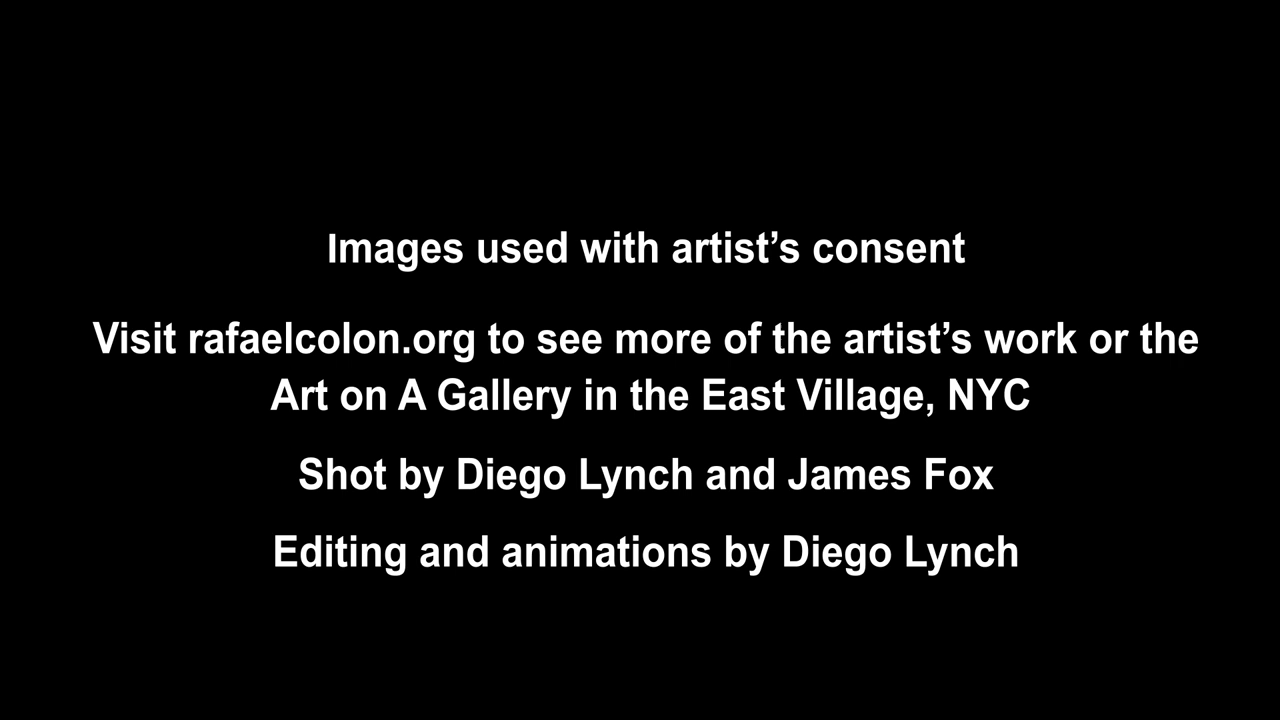 Images used with artist’s consent
Visit rafaelcolon.org to see more of the artist’s work or the
Art on A Gallery in the East Village, NYC
Shot by Diego Lynch and James Fox
Editing and animations by Diego Lynch